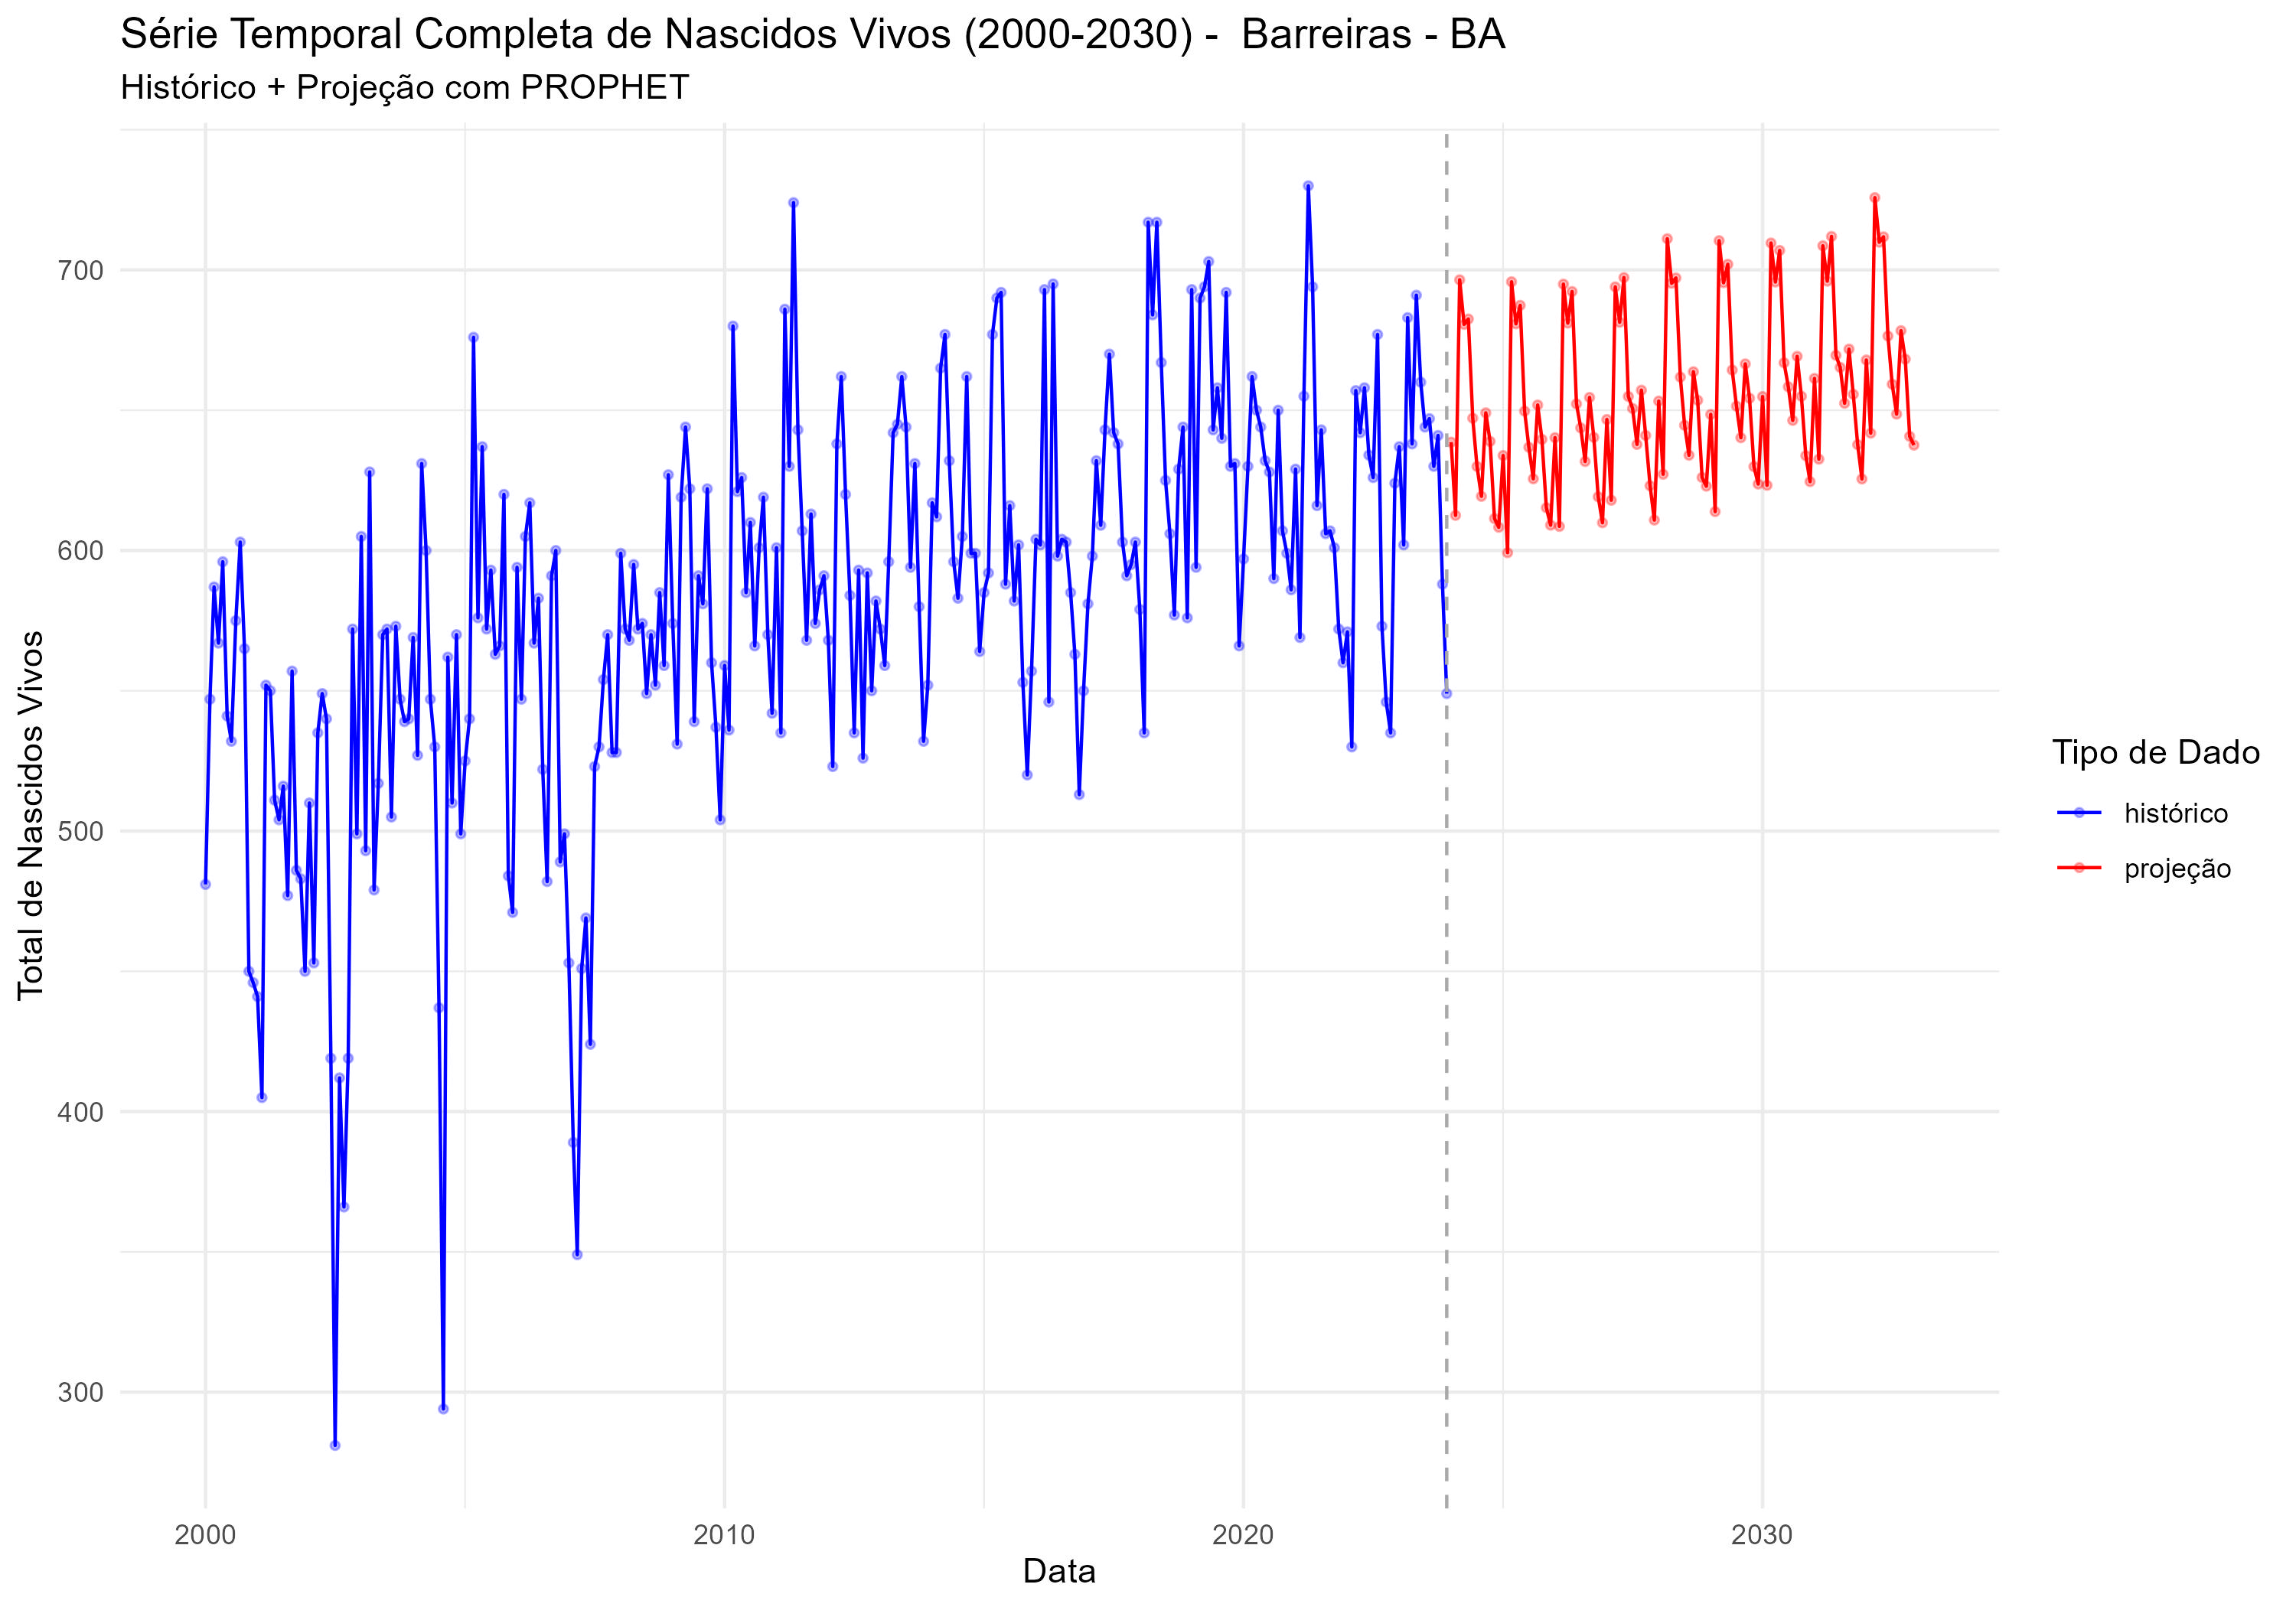 Série Temporal Completa de Nascidos Vivos (2000-2030) -  Barreiras - BA
Histórico + Projeção com PROPHET
Total de Nascidos Vivos
700
600
500
400
300
2000
2010
2020
2030
Data
Tipo de Dado
histórico
projeção